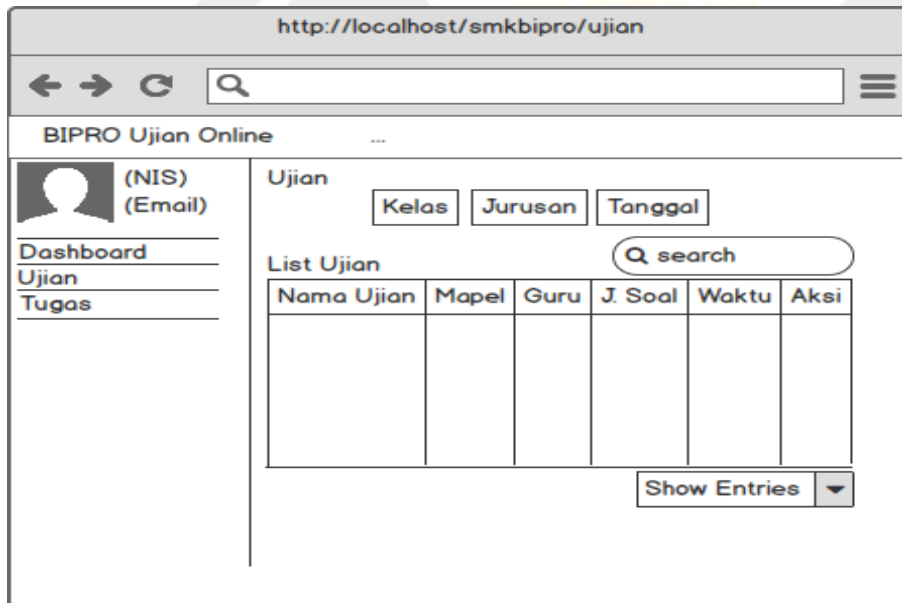 http://localhost/smkbipro/ujian
BIPRO Ujian Online ...
(NIS)
(Email)
Dashboard
Ujian
Tugas
Ujian
Kelas Jurusan Tanggal
List Ujian search
Nama Ujian Mapel Guru J. Soal Waktu Aksi
Show Entries